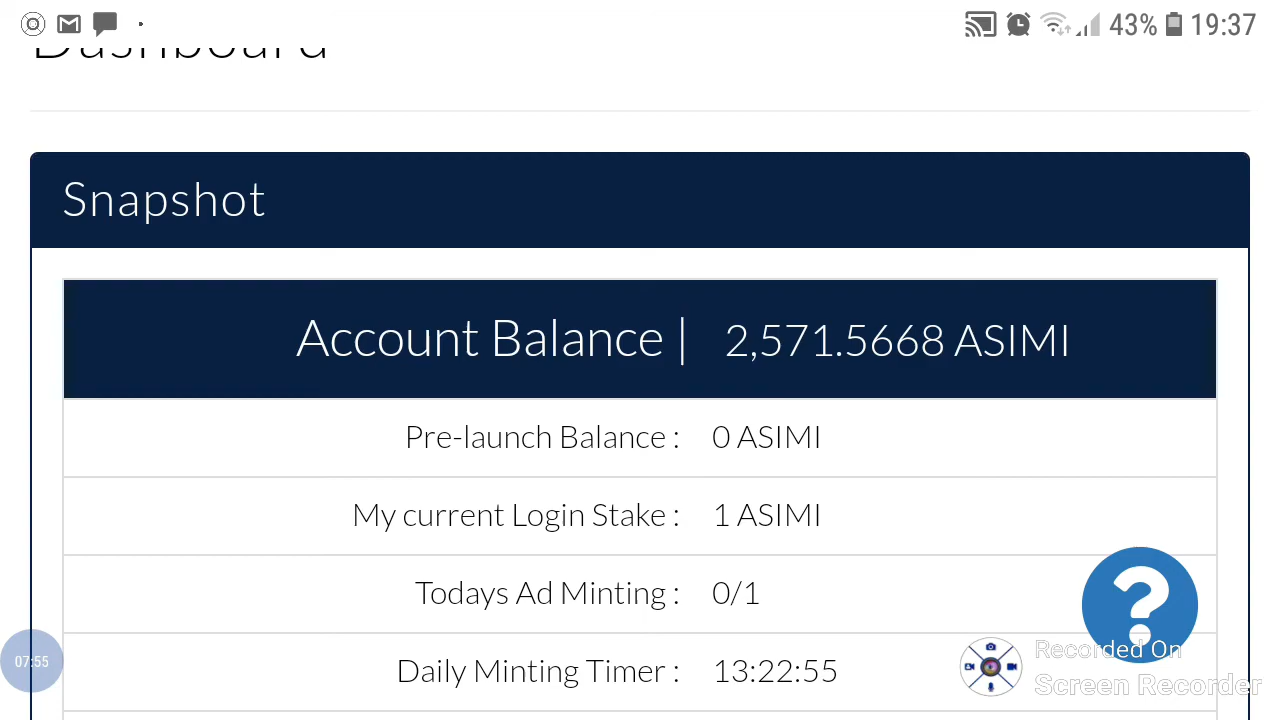 43% 19:37
Dashboard
Snapshot
Account Balance | 2,571.5668 ASIMI
Pre-launch Balance : 0 ASIMI
My current Login Stake : 1 ASIMI
Todays Ad Minting : 0/1
?
Daily Minting Timer : 13:22:55
07:55
Recorded On
Screen Recorder